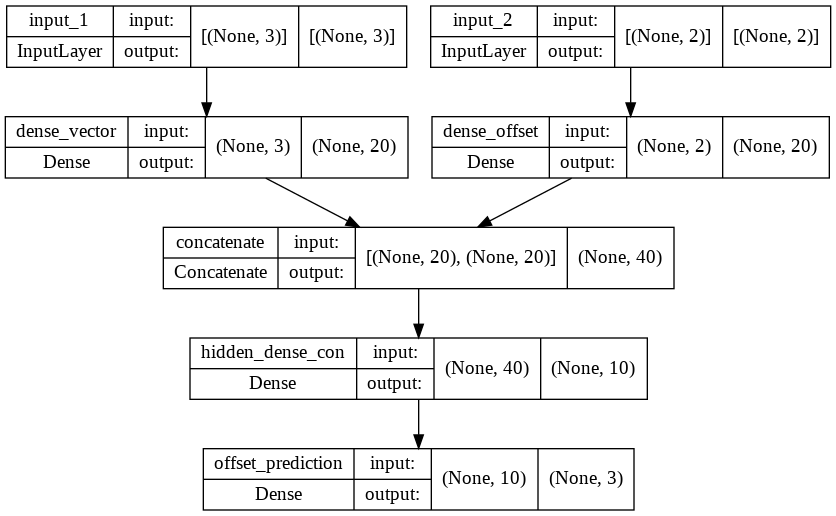 input_1 input: [(None, 3)] [(None, 3)]
InputLayer output:
input_2 input: [(None, 2)] [(None, 2)]
InputLayer output:
dense_vector input: (None, 3) (None, 20)
Dense output:
dense_offset input: (None, 2) (None, 20)
Dense output:
concatenate input: [(None, 20), (None, 20)] (None, 40)
Concatenate output:
hidden_dense_con input: (None, 40) (None, 10)
Dense output:
offset_prediction input: (None, 10) (None, 3)
Dense output: